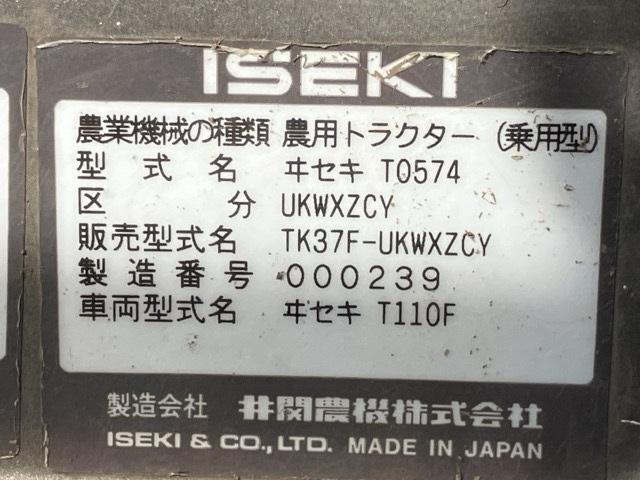 ISEKI
農業機械の種類 農用トラクター (乗用型)
型式名 ヰセキ T0574
区分 UKWXZCY
販売型式名 TK37F-UKWXZCY
製造番号 000239
車両型式名 ヰセキ T110F
製造会社 井関農機株式会社
ISEKI & CO., LTD. MADE IN JAPAN